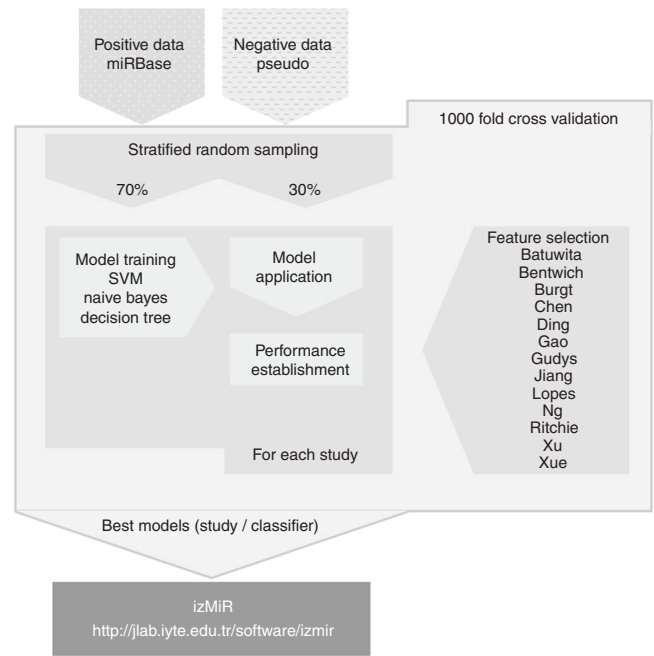 Positive data
miRBase
Negative data
pseudo
1000 fold cross validation
Stratified random sampling
70%
30%
Model training
SVM
naive bayes
decision tree
Model
application
Performance
establishment
For each study
Feature selection
Batuwita
Bentwich
Burgt
Chen
Ding
Gao
Gudys
Jiang
Lopes
Ng
Ritchie
Xu
Xue
Best models (study / classifier)
izMiR
http://jlab.iyte.edu.tr/software/izmir